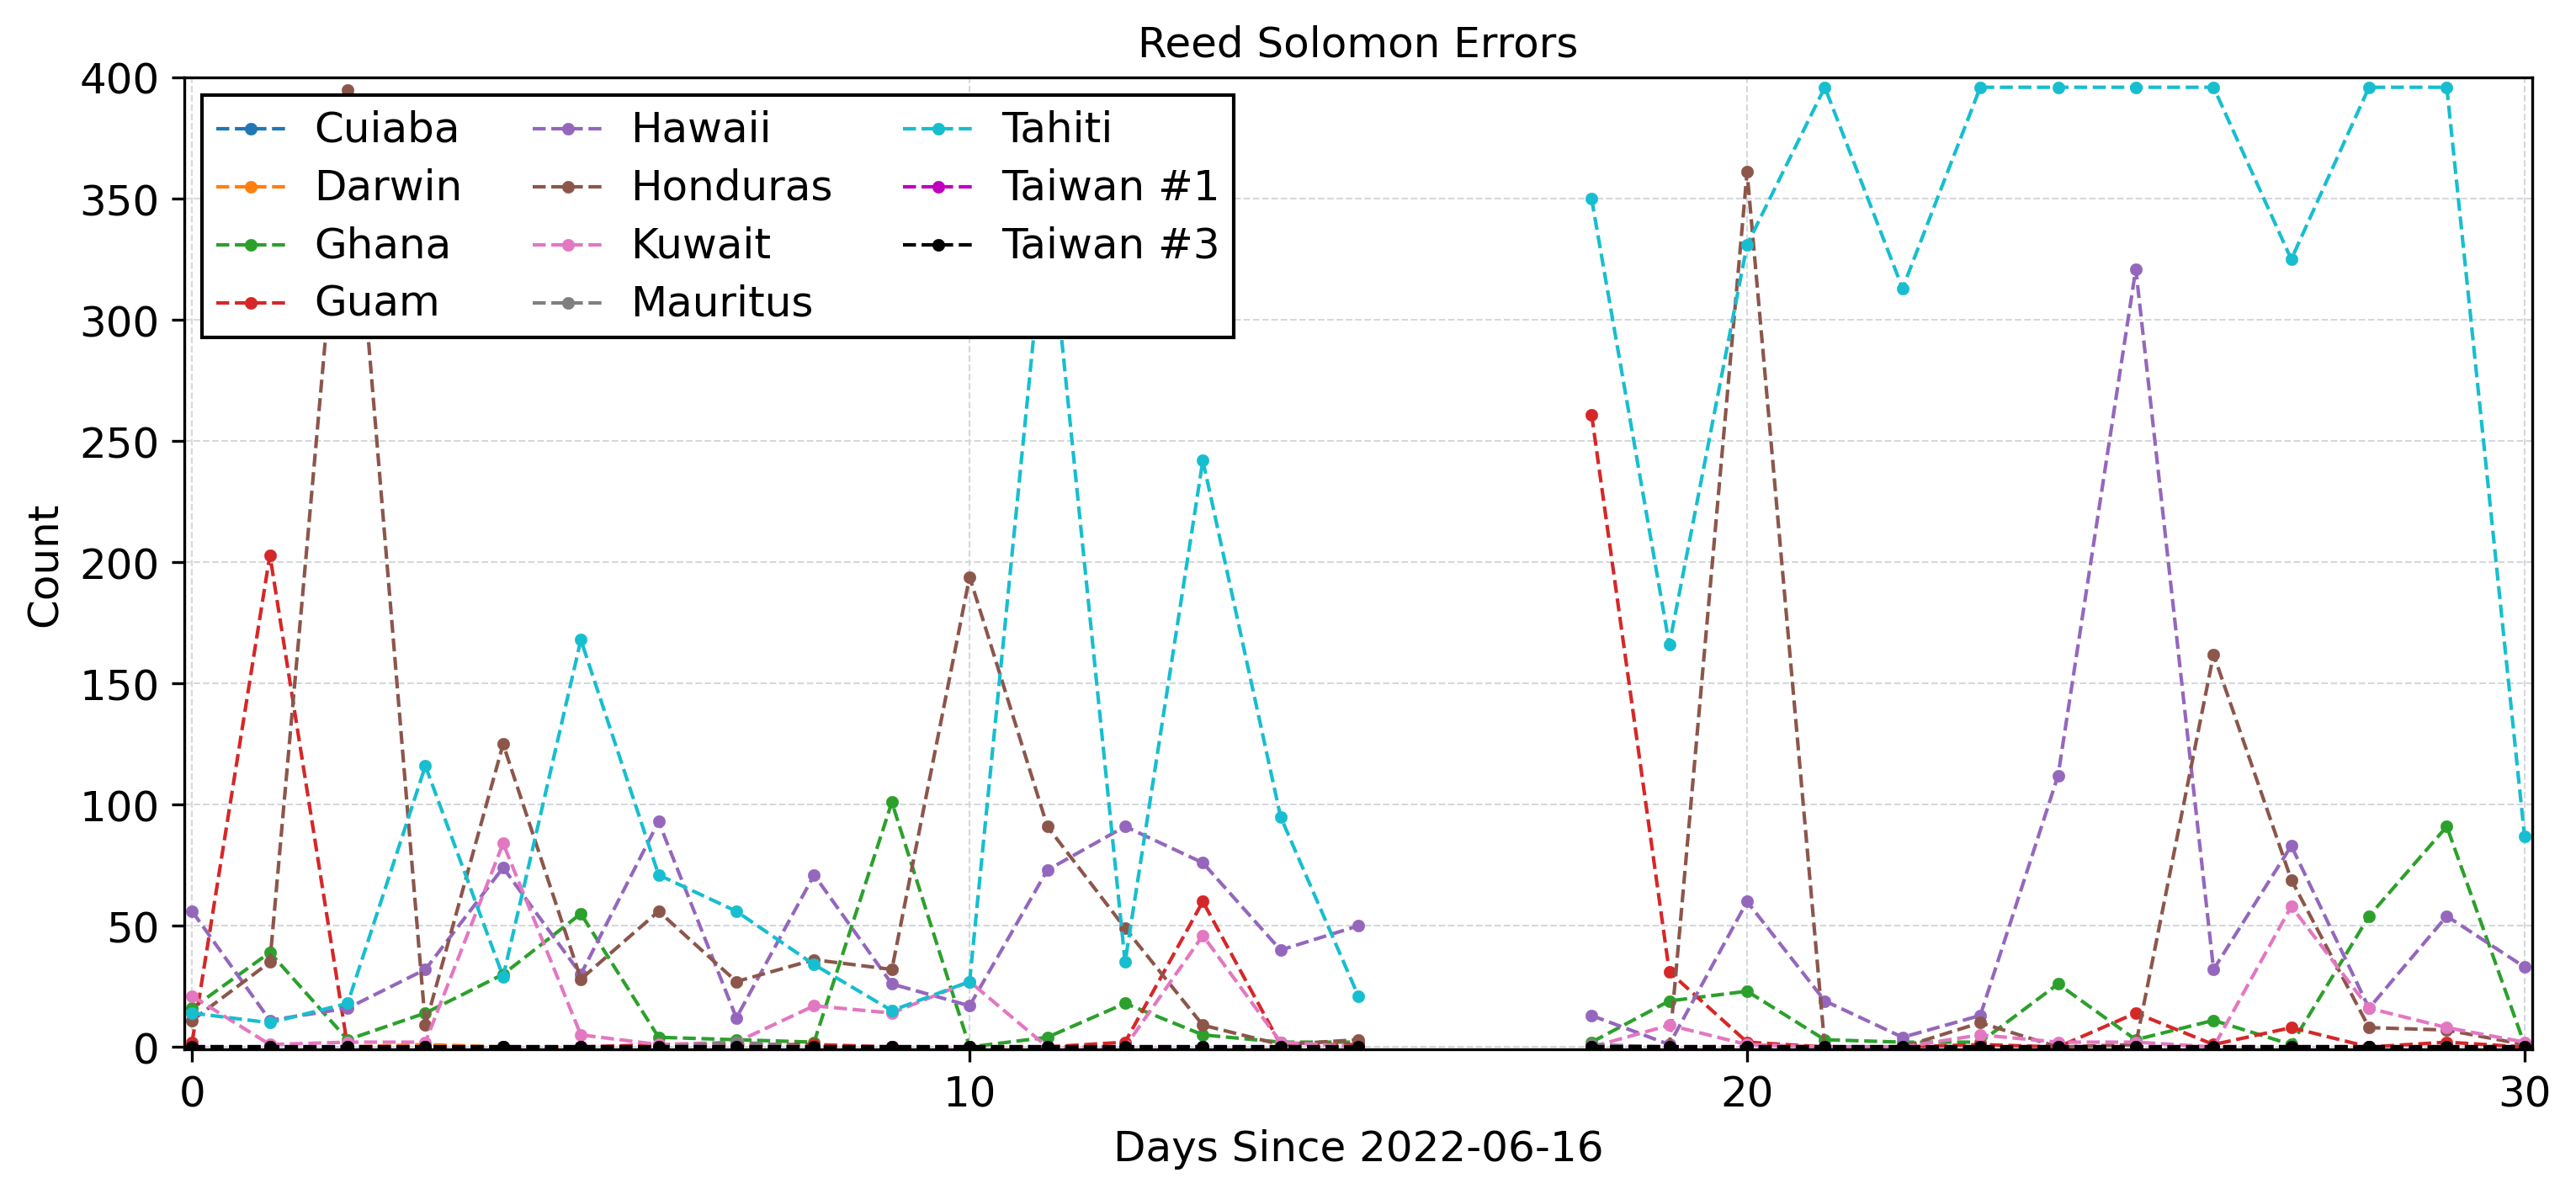 Reed Solomon Errors
400
350
300
250
200
150
100
50
0
Count
Cuiaba
Darwin
Ghana
Guam
Hawaii
Honduras
Kuwait
Mauritus
Tahiti
Taiwan #1
Taiwan #3
0 10 20 30
Days Since 2022-06-16